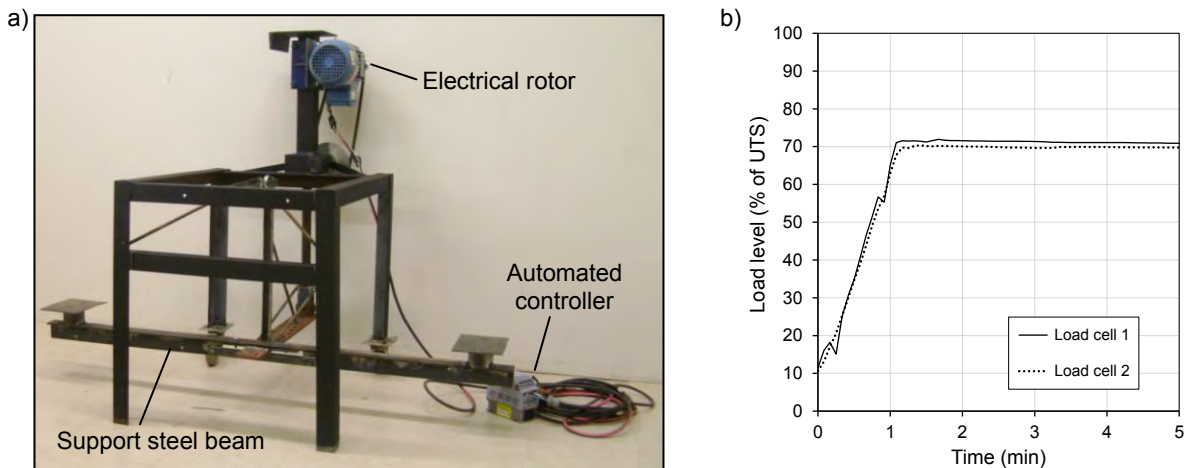 a)
Electrical rotor
Automated
controller
Support steel beam
b)
Load level (% of UTS)
100
90
80
70
60
50
40
30
20
10
0
Load cell 1
Load cell 2
0 1 2 3 4 5
Time (min)